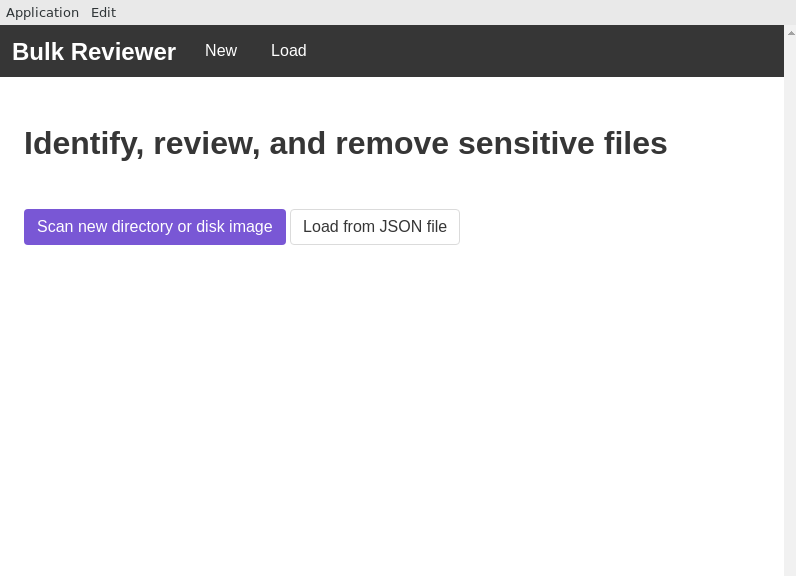 Application Edit
Bulk Reviewer New Load
Identify, review, and remove sensitive files
Scan new directory or disk image Load from JSON file